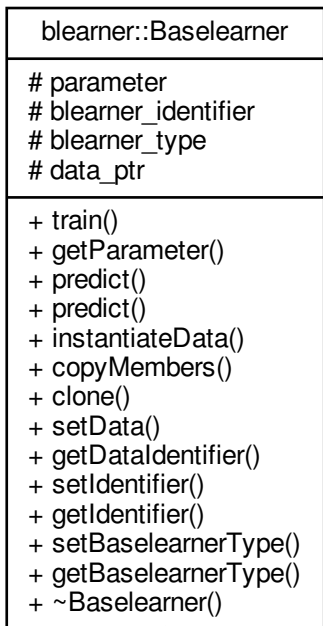 blearner::Baselearner
# parameter
# blearner_identifier
# blearner_type
# data_ptr
+ train()
+ getParameter()
+ predict()
+ predict()
+ instantiateData()
+ copyMembers()
+ clone()
+ setData()
+ getDataIdentifier()
+ setIdentifier()
+ getIdentifier()
+ setBaselearnerType()
+ getBaselearnerType()
+ ~Baselearner()